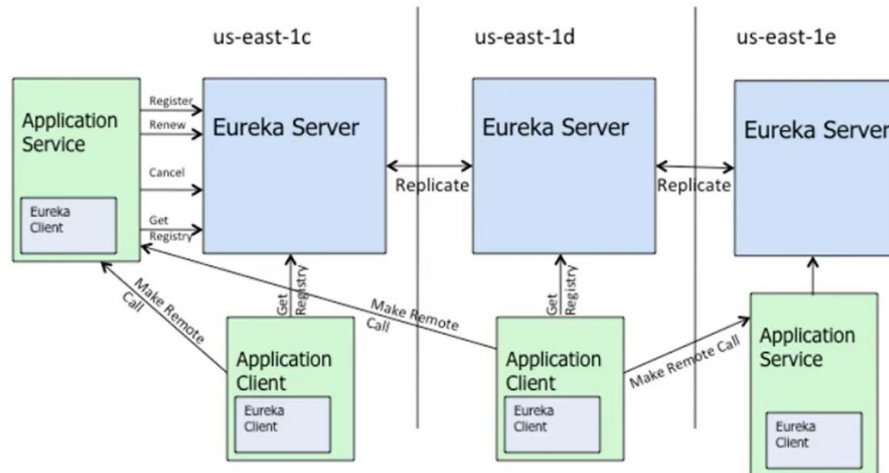 us-east-1c
us-east-1d
us-east-1e
Application
Service
Eureka
Client
Register
Renew
Cancel
Get
Registry
Eureka Server
Replicate
Eureka Server
Replicate
Eureka Server
Make Remote
Call
Get
Registry
Make Remote
Call
Get
Registry
Make Remote Call
Application
Client
Eureka
Client
Application
Client
Eureka
Client
Application
Service
Eureka
Client